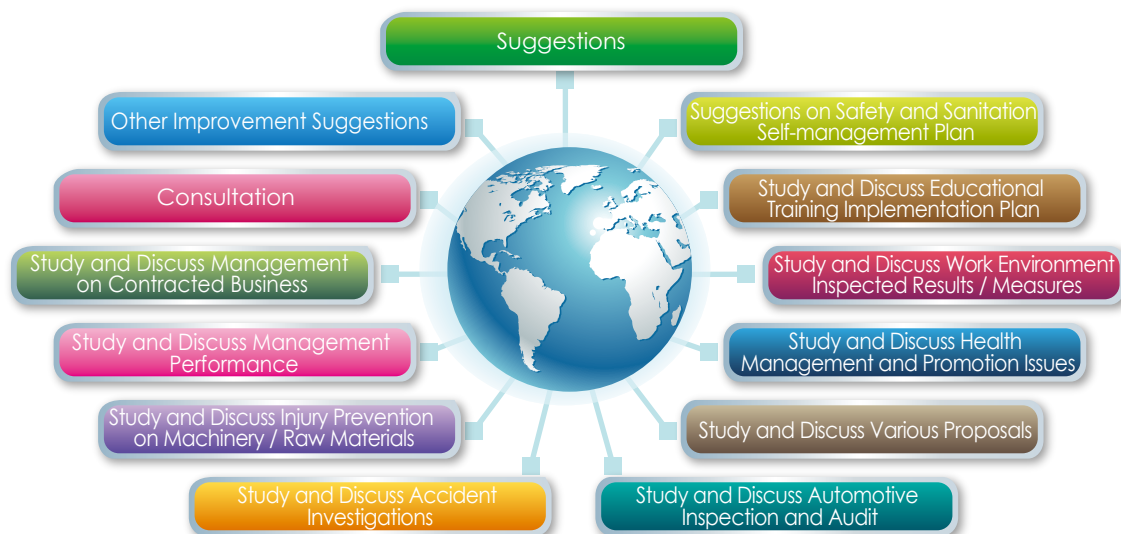 Suggestions
Other Improvement Suggestions
Suggestions on Safety and Sanitation
Self-management Plan
Consultation
Study and Discuss Educational
Training Implementation Plan
Study and Discuss Management
on Contracted Business
Study and Discuss Work Environment
Inspected Results / Measures
Study and Discuss Management
Performance
Study and Discuss Health
Management and Promotion Issues
Study and Discuss Injury Prevention
on Machinery / Raw Materials
Study and Discuss Various Proposals
Study and Discuss Accident
Investigations
Study and Discuss Automotive
Inspection and Audit